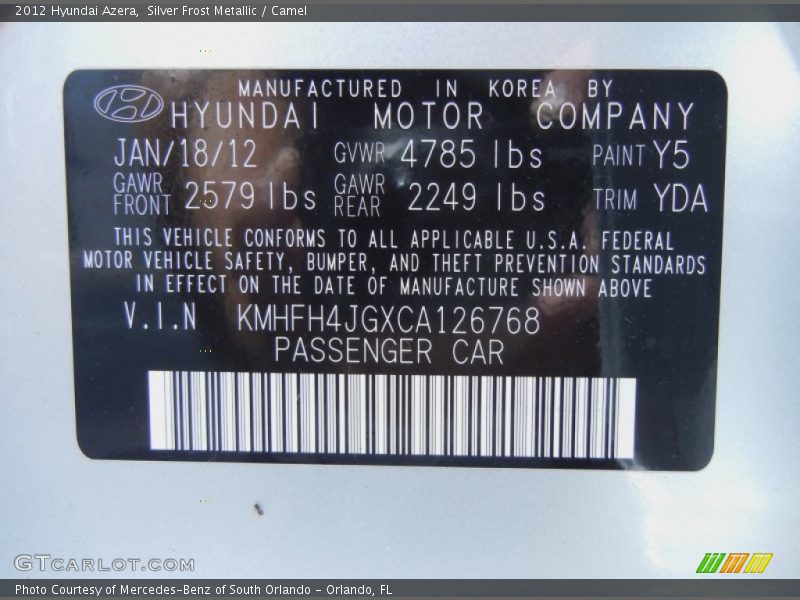 2012 Hyundai Azera, Silver Frost Metallic / Camel
MANUFACTURED IN KOREA BY
HYUNDAI MOTOR COMPANY
JAN/18/12 GVWR 4785 lbs PAINT Y5
GAWR FRONT 2579 lbs GAWR REAR 2249 lbs TRIM YDA
THIS VEHICLE CONFORMS TO ALL APPLICABLE U.S.A. FEDERAL
MOTOR VEHICLE SAFETY, BUMPER, AND THEFT PREVENTION STANDARDS
IN EFFECT ON THE DATE OF MANUFACTURE SHOWN ABOVE
V.I.N KMHFH4JGXCA126768
PASSENGER CAR
GTCARLOT.COM
Photo Courtesy of Mercedes-Benz of South Orlando - Orlando, FL